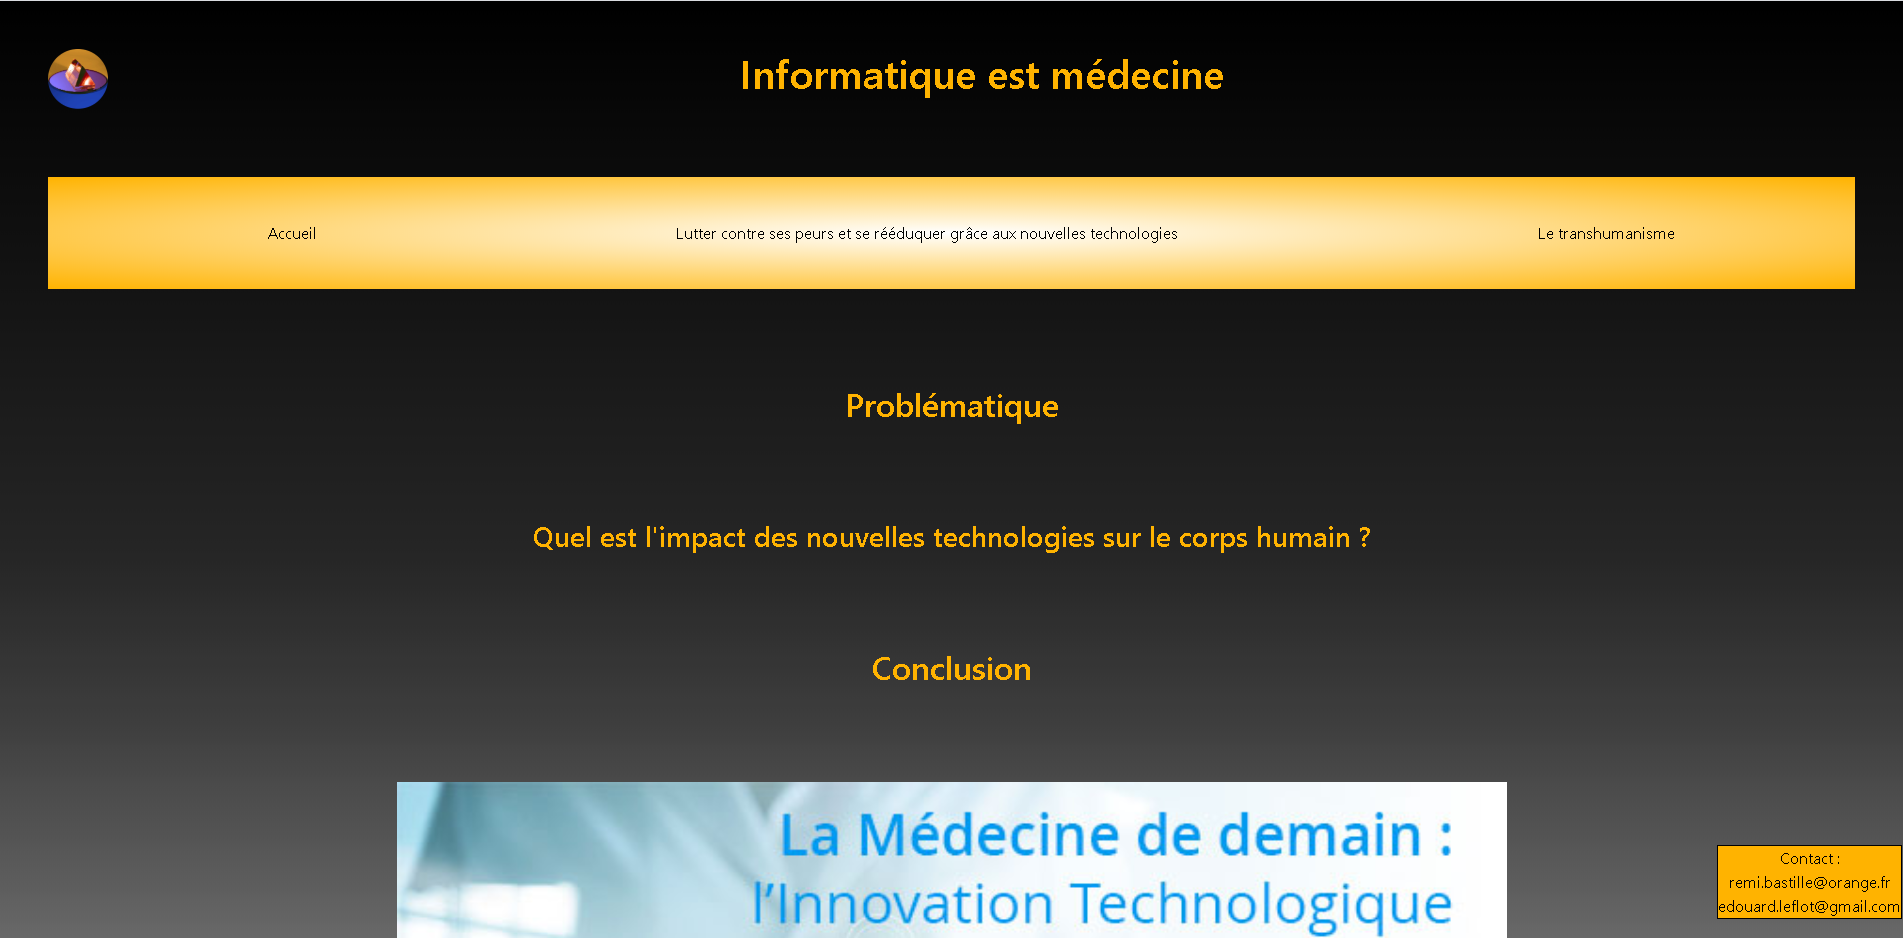 Informatique est médecine
Accueil
Lutter contre ses peurs et se rééduquer grâce aux nouvelles technologies
Le transhumanisme
Problématique
Quel est l'impact des nouvelles technologies sur le corps humain ?
Conclusion
La Médecine de demain :
l’Innovation Technologique
Contact :
remi.bastille@orange.fr
edouard.leflot@gmail.com